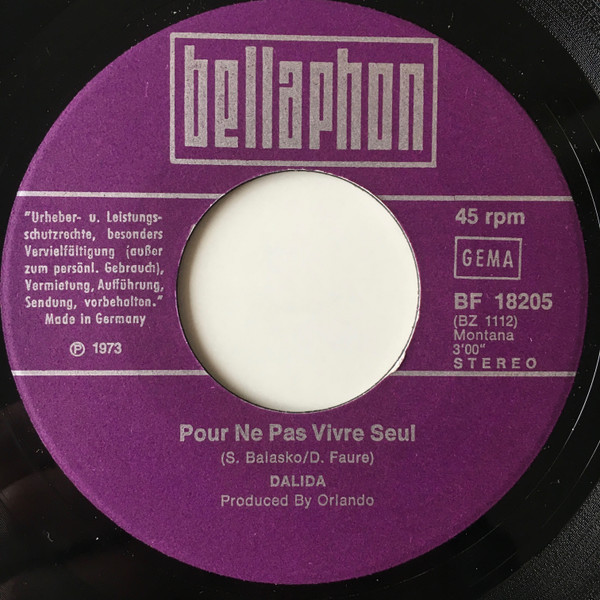 bellaphon
"Urheber- u. Leistungs-
schutzrechte, besonders
Vervielfältigung (außer
zum persönl. Gebrauch),
Vermietung, Aufführung,
Sendung, vorbehalten."
Made in Germany
Ⓟ 1973
45 rpm
GEMA
BF 18205
(BZ 1112)
Montana
3'00"
STEREO
Pour Ne Pas Vivre Seul
(S. Balasko/D. Faure)
DALIDA
Produced By Orlando